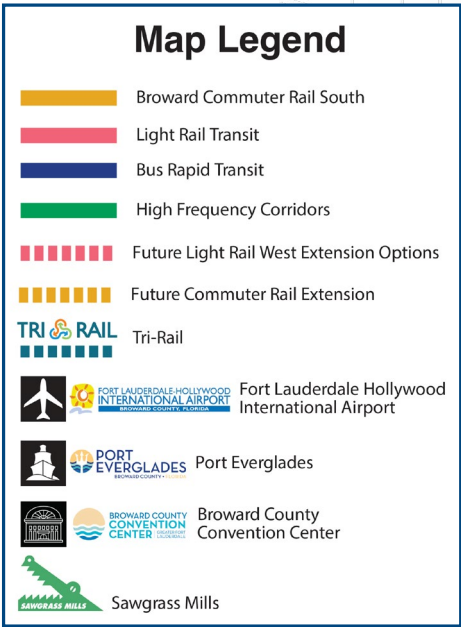 Map Legend
Broward Commuter Rail South
Light Rail Transit
Bus Rapid Transit
High Frequency Corridors
Future Light Rail West Extension Options
Future Commuter Rail Extension
TRI RAIL
Tri-Rail
FORT LAUDERDALE-HOLLYWOOD
INTERNATIONAL AIRPORT
BROWARD COUNTY, FLORIDA
Fort Lauderdale Hollywood
International Airport
PORT
EVERGLADES
BROWARD COUNTY
Port Everglades
BROWARD COUNTY
CONVENTION
CENTER
Broward County
Convention Center
SAWGRASS MILLS
Sawgrass Mills